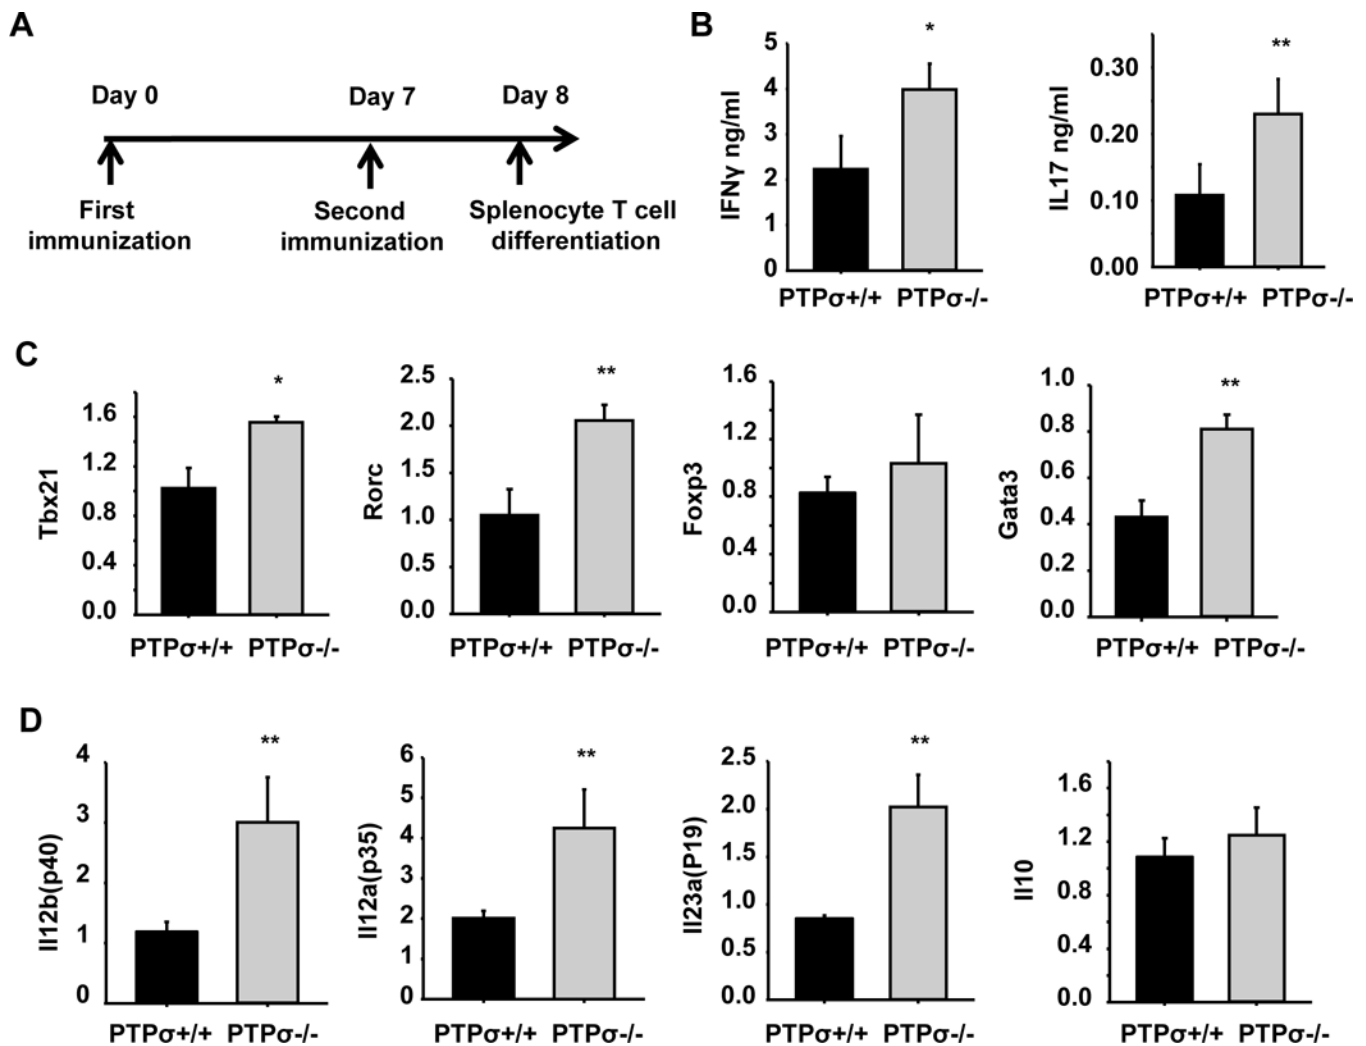 A
Day 0
Day 7
Day 8
First
immunization
Second
immunization
Splenocyte T cell
differentiation
B
IFNγ ng/ml
5
4
3
2
1
0
*
PTPσ+/+
PTPσ-/-
IL17 ng/ml
0.30
0.20
0.10
0.00
**
PTPσ+/+
PTPσ-/-
C
Tbx21
1.6
1.2
0.8
0.4
0.0
*
PTPσ+/+
PTPσ-/-
Rorc
2.5
2.0
1.5
1.0
0.5
0.0
**
PTPσ+/+
PTPσ-/-
Foxp3
1.6
1.2
0.8
0.4
0.0
PTPσ+/+
PTPσ-/-
Gata3
1.0
0.8
0.6
0.4
0.2
0.0
**
PTPσ+/+
PTPσ-/-
D
Il12b(p40)
4
3
2
1
0
**
PTPσ+/+
PTPσ-/-
Il12a(p35)
6
5
4
3
2
1
0
**
PTPσ+/+
PTPσ-/-
Il23a(P19)
2.5
2.0
1.5
1.0
0.5
0.0
**
PTPσ+/+
PTPσ-/-
Il10
1.6
1.2
0.8
0.4
0.0
PTPσ+/+
PTPσ-/-